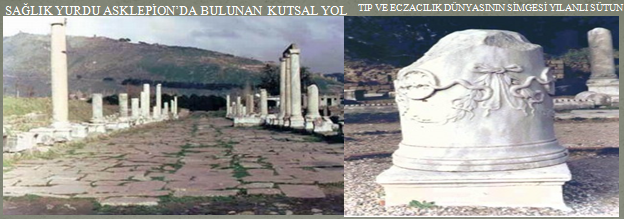 SAĞLIK YURDU ASKLEPİON'DA BULUNAN KUTSAL YOL
TIP VE ECZACILIK DÜNYASININ SİMGESİ YILANLI SÜTUN